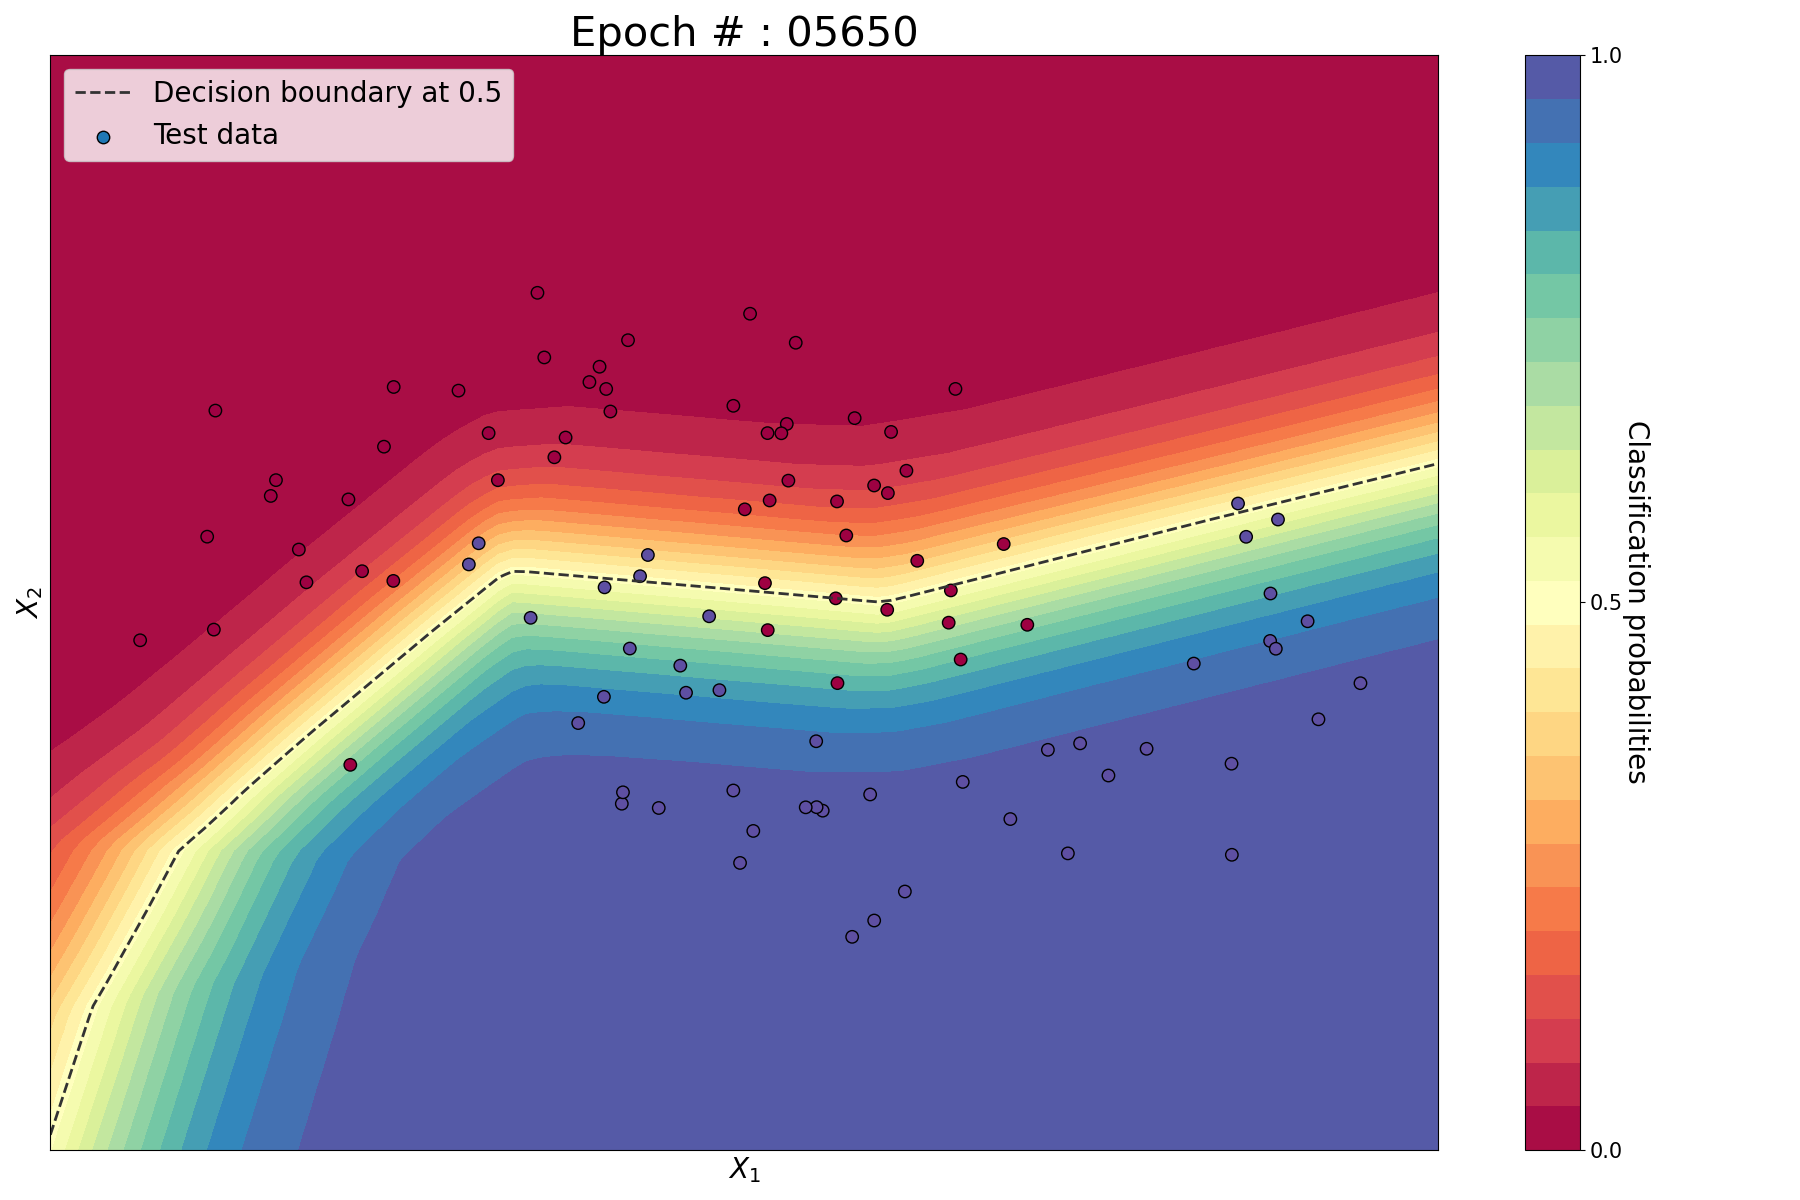 Epoch # : 05650
Decision boundary at 0.5
Test data
X₂
X₁
1.0
0.5
0.0
Classification probabilities